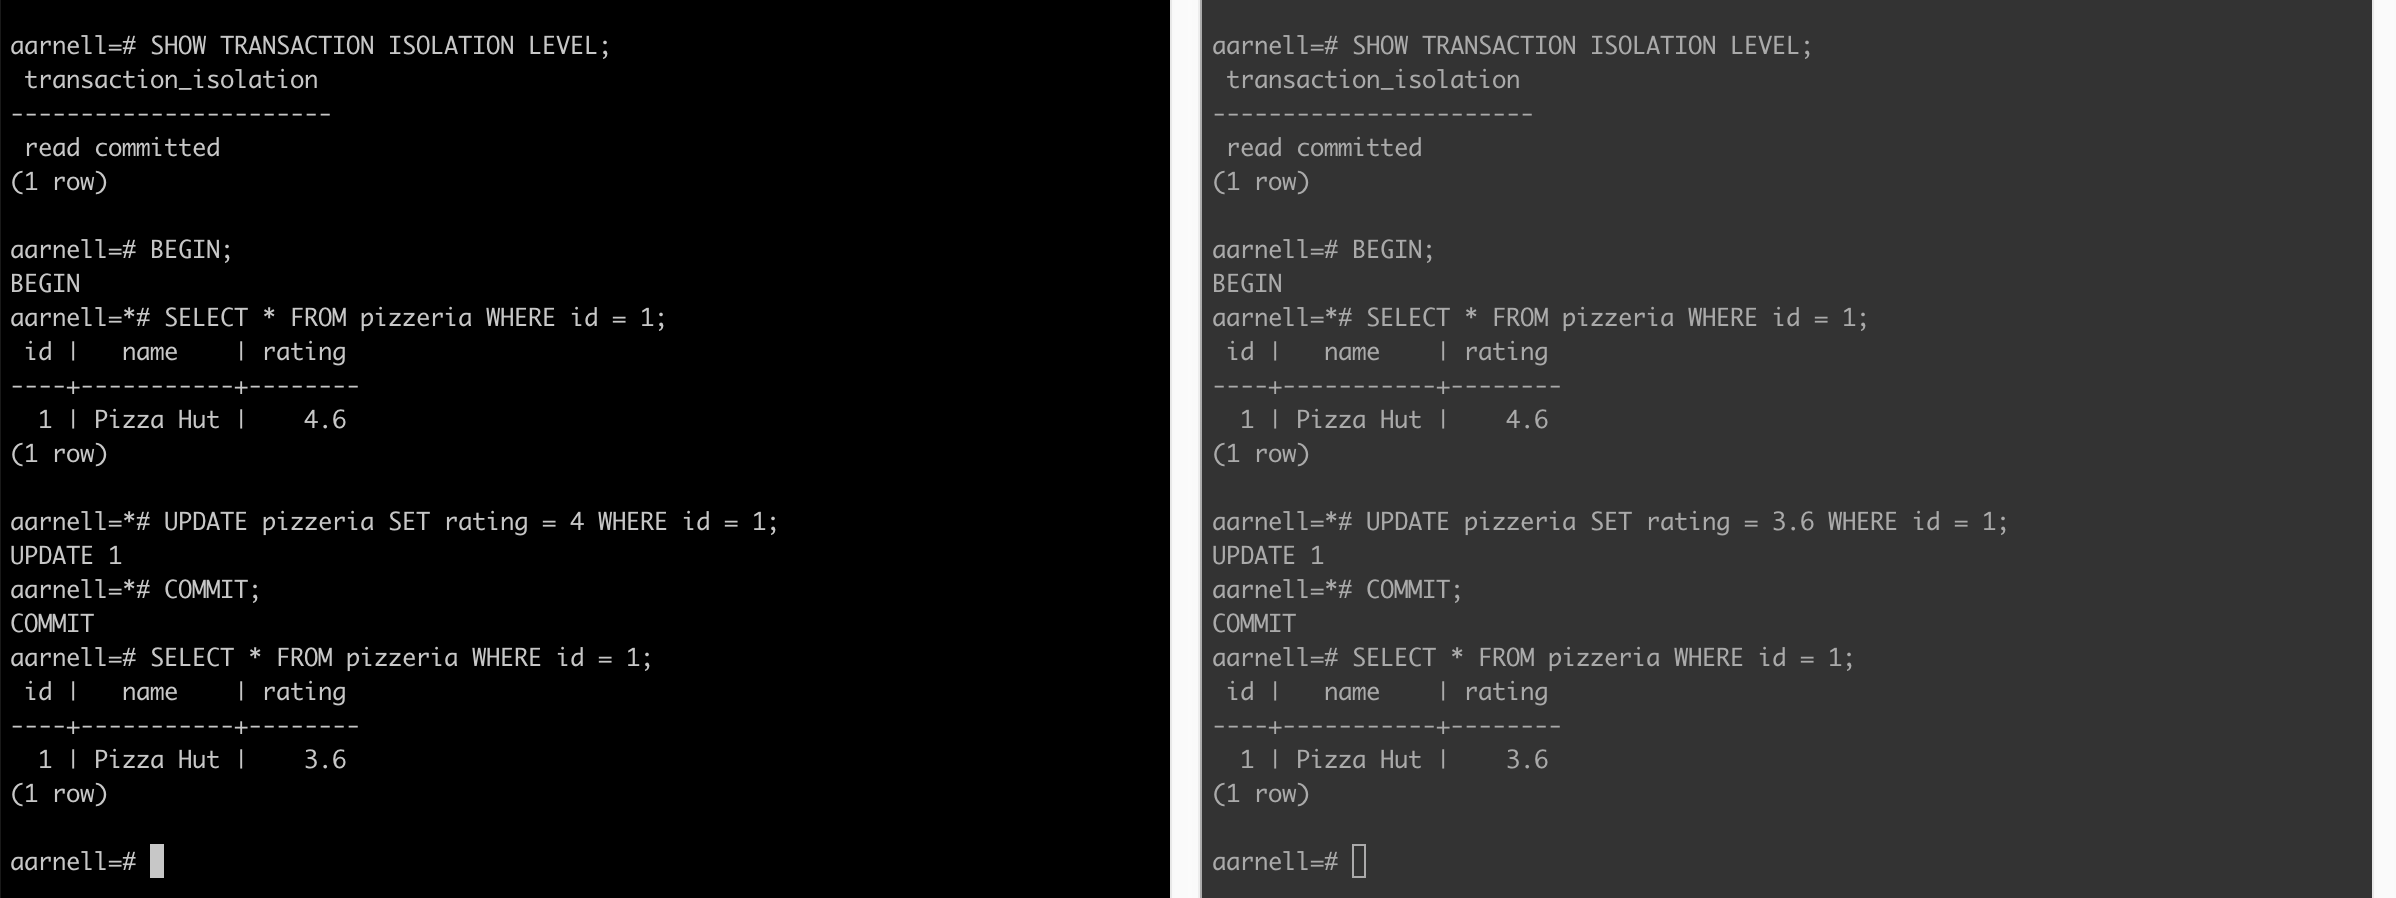 aarnell=# SHOW TRANSACTION ISOLATION LEVEL;
 transaction_isolation
-----------------------
 read committed
(1 row)

aarnell=# BEGIN;
BEGIN
aarnell=*# SELECT * FROM pizzeria WHERE id = 1;
 id |   name    | rating
----+-----------+--------
  1 | Pizza Hut |    4.6
(1 row)

aarnell=*# UPDATE pizzeria SET rating = 4 WHERE id = 1;
UPDATE 1
aarnell=*# COMMIT;
COMMIT
aarnell=# SELECT * FROM pizzeria WHERE id = 1;
 id |   name    | rating
----+-----------+--------
  1 | Pizza Hut |    3.6
(1 row)

aarnell=#
aarnell=# SHOW TRANSACTION ISOLATION LEVEL;
 transaction_isolation
-----------------------
 read committed
(1 row)

aarnell=# BEGIN;
BEGIN
aarnell=*# SELECT * FROM pizzeria WHERE id = 1;
 id |   name    | rating
----+-----------+--------
  1 | Pizza Hut |    4.6
(1 row)

aarnell=*# UPDATE pizzeria SET rating = 3.6 WHERE id = 1;
UPDATE 1
aarnell=*# COMMIT;
COMMIT
aarnell=# SELECT * FROM pizzeria WHERE id = 1;
 id |   name    | rating
----+-----------+--------
  1 | Pizza Hut |    3.6
(1 row)

aarnell=#